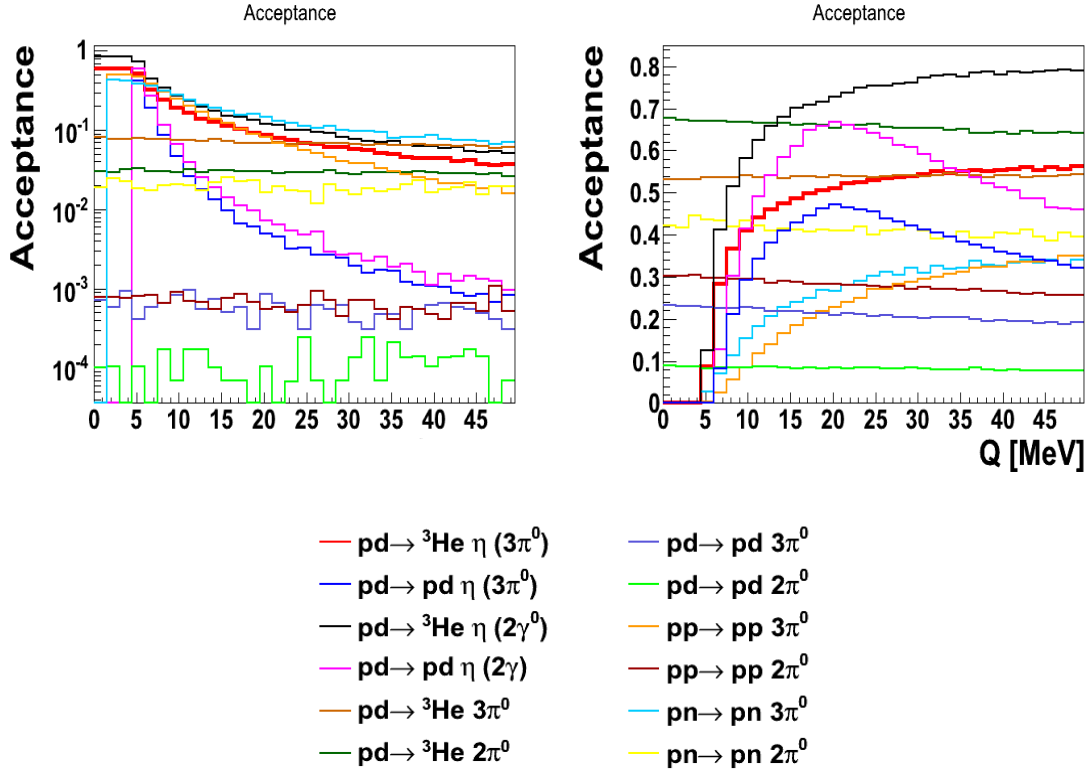 Acceptance
Acceptance
Acceptance
1
10⁻¹
10⁻²
10⁻³
10⁻⁴
0 5 10 15 20 25 30 35 40 45
Acceptance
0.8
0.7
0.6
0.5
0.4
0.3
0.2
0.1
0
0 5 10 15 20 25 30 35 40 45
Q [MeV]
pd→ ³He η (3π⁰)
pd→ pd η (3π⁰)
pd→ ³He η (2γ⁰)
pd→ pd η (2γ)
pd→ ³He 3π⁰
pd→ ³He 2π⁰
pd→ pd 3π⁰
pd→ pd 2π⁰
pp→ pp 3π⁰
pp→ pp 2π⁰
pn→ pn 3π⁰
pn→ pn 2π⁰